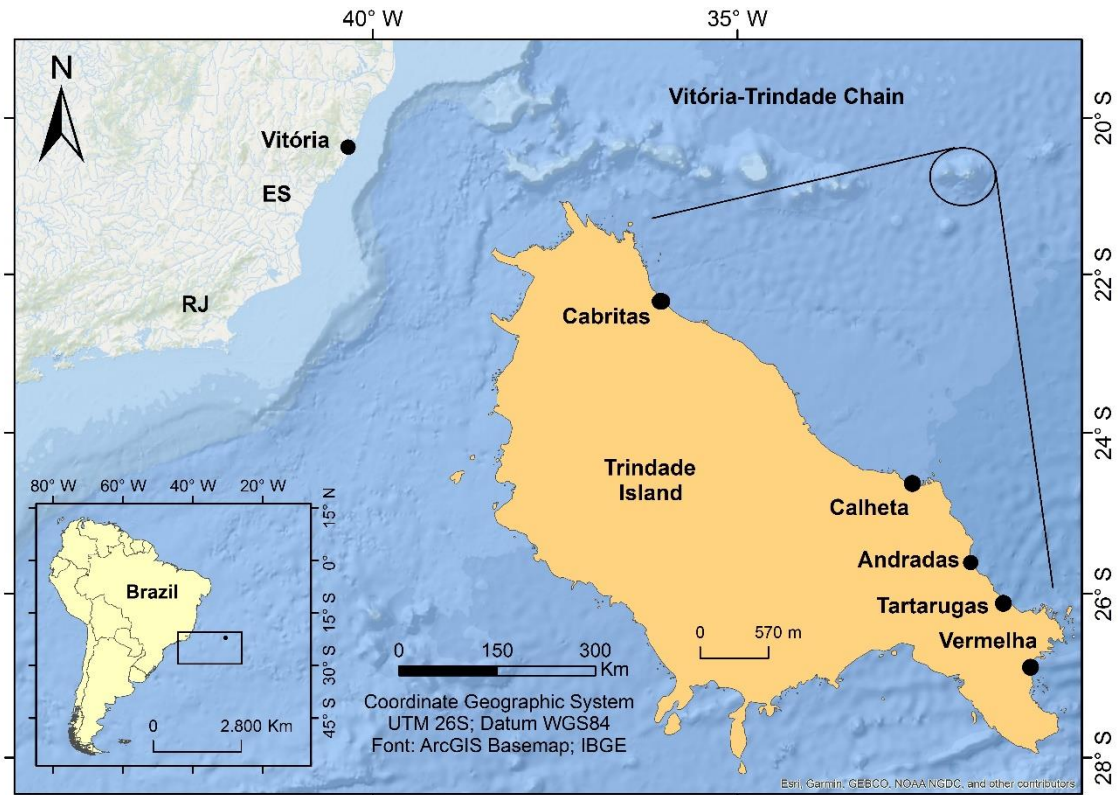 40° W
35° W
N
Vitória-Trindade Chain
20° S
Vitória
ES
22° S
RJ
Cabritas
24° S
Trindade
Island
Calheta
80° W
60° W
40° W
20° W
15° N
Andradas
0°
Brazil
26° S
Tartarugas
15° S
0
150
300
Km
0
570 m
Vermelha
30° S
Coordinate Geographic System
UTM 26S; Datum WGS84
Font: ArcGIS Basemap; IBGE
0
2.800 Km
45° S
28° S
Esri, Garmin, GEBCO, NOAA NGDC, and other contributors